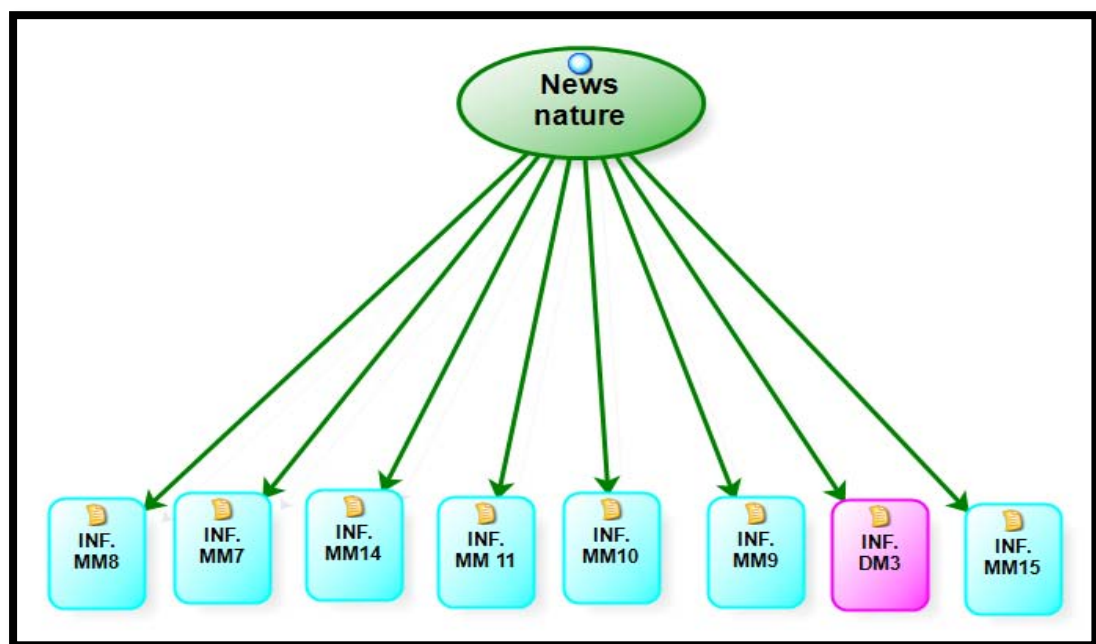 News
nature
INF.
MM8
INF.
MM7
INF.
MM14
INF.
MM 11
INF.
MM10
INF.
MM9
INF.
DM3
INF.
MM15